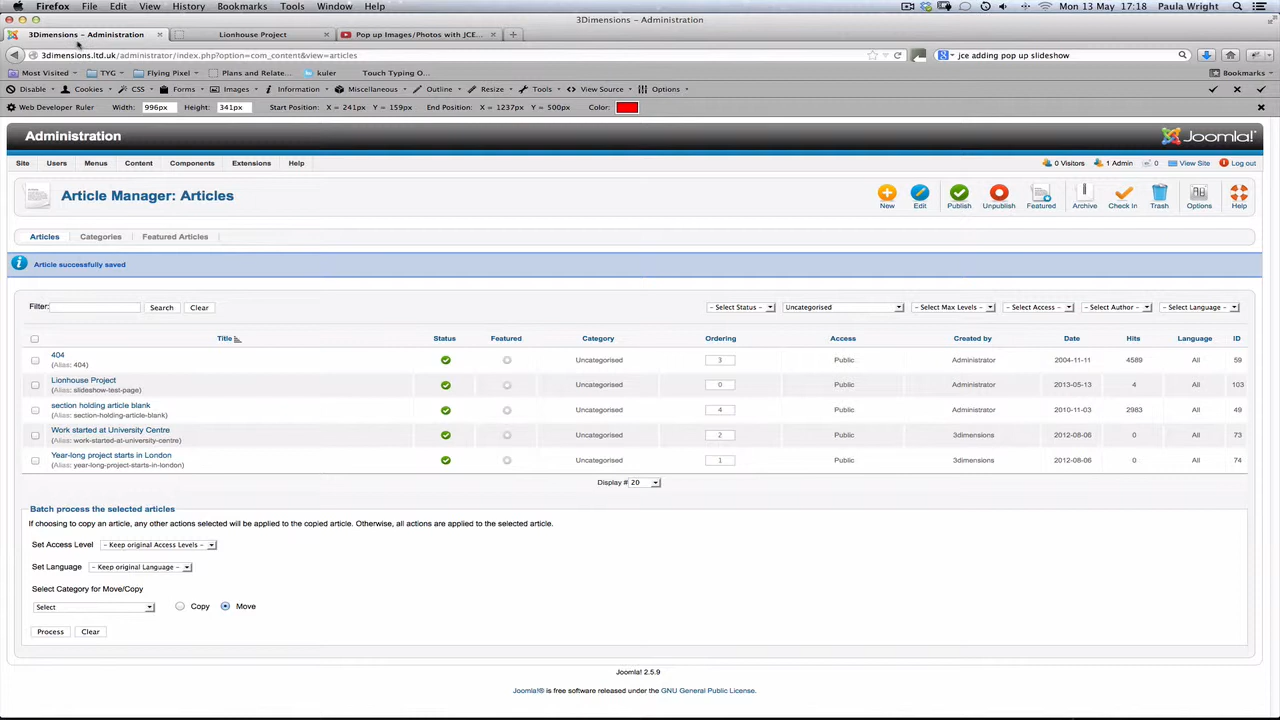 Firefox File Edit View History Bookmarks Tools Window Help Mon 13 May 17:18 Paula Wright
3Dimensions – Administration
3Dimensions – Administration Lionhouse Project Pop up Images/Photos with JCE...
3dimensions.ltd.uk/administrator/index.php?option=com_content&view=articles jce adding pop up slideshow
Most Visited TYG Flying Pixel Plans and Relate... kuler Touch Typing O... Bookmarks
Disable Cookies CSS Forms Images Information Miscellaneous Outline Resize Tools View Source Options
Web Developer Ruler Width: 996px Height: 341px Start Position: X = 241px Y = 159px End Position: X = 1237px Y = 500px Color:
Administration Joomla!
Site Users Menus Content Components Extensions Help 0 Visitors 1 Admin 0 View Site Log out
Article Manager: Articles
New Edit Publish Unpublish Featured Archive Check In Trash Options Help
Articles Categories Featured Articles
Article successfully saved
Filter: Search Clear – Select Status – Uncategorised – Select Max Levels – – Select Access – – Select Author – – Select Language –
Title Status Featured Category Ordering Access Created by Date Hits Language ID
404 Uncategorised 3 Public Administrator 2004-11-11 4589 All 59
(Alias: 404)
Lionhouse Project Uncategorised 0 Public Administrator 2013-05-13 4 All 103
(Alias: slideshow-test-page)
section holding article blank Uncategorised 4 Public Administrator 2010-11-03 2983 All 49
(Alias: section-holding-article-blank)
Work started at University Centre Uncategorised 2 Public 3dimensions 2012-08-06 0 All 73
(Alias: work-started-at-university-centre)
Year-long project starts in London Uncategorised 1 Public 3dimensions 2012-08-06 0 All 74
(Alias: year-long-project-starts-in-london)
Display # 20
Batch process the selected articles
If choosing to copy an article, any other actions selected will be applied to the copied article. Otherwise, all actions are applied to the selected article.
Set Access Level – Keep original Access Levels –
Set Language – Keep original Language –
Select Category for Move/Copy
Select Copy Move
Process Clear
Joomla! 2.5.9
Joomla!® is free software released under the GNU General Public License.